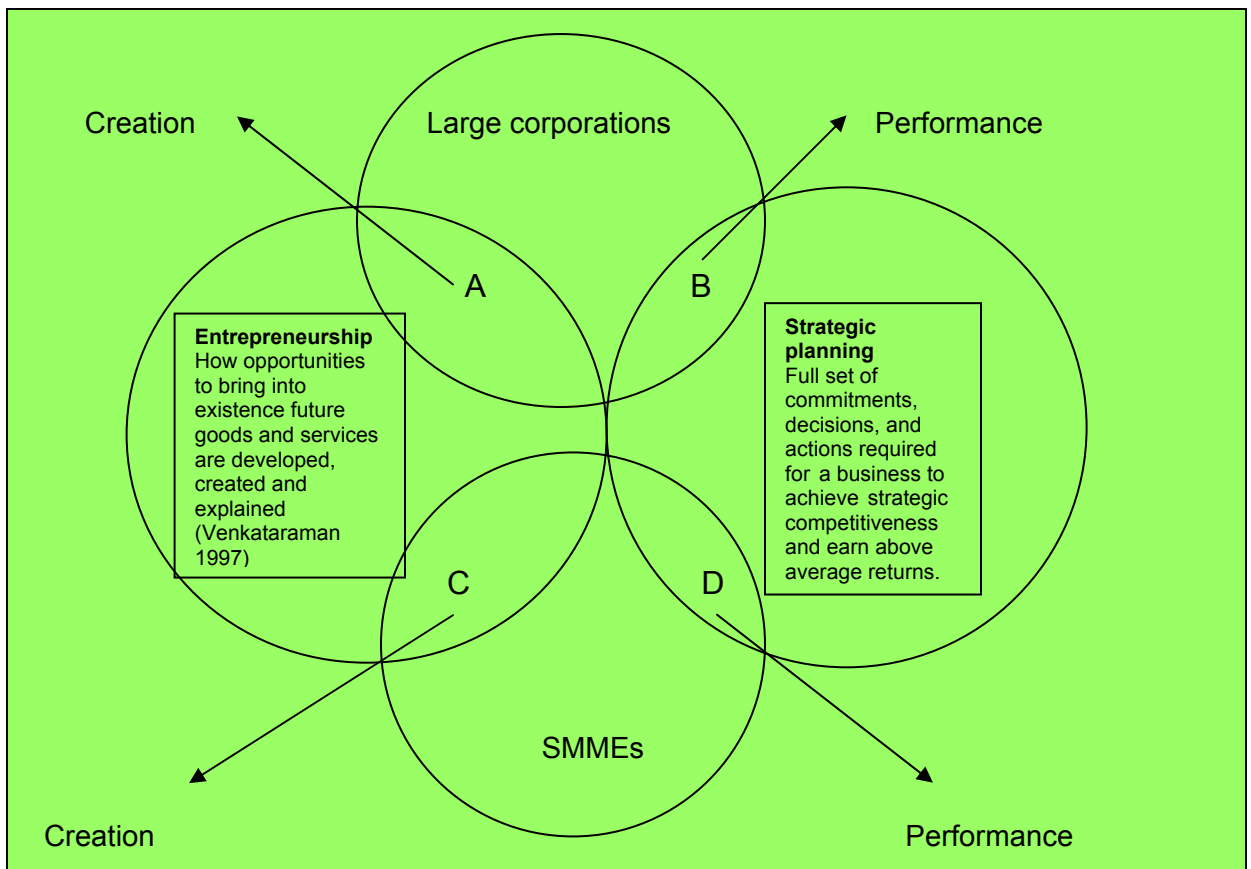 Creation
Large corporations
Performance
A
B
Entrepreneurship
How opportunities
to bring into
existence future
goods and services
are developed,
created and
explained
(Venkataraman
1997)
Strategic
planning
Full set of
commitments,
decisions, and
actions required
for a business to
achieve strategic
competitiveness
and earn above
average returns.
C
D
SMMEs
Creation
Performance